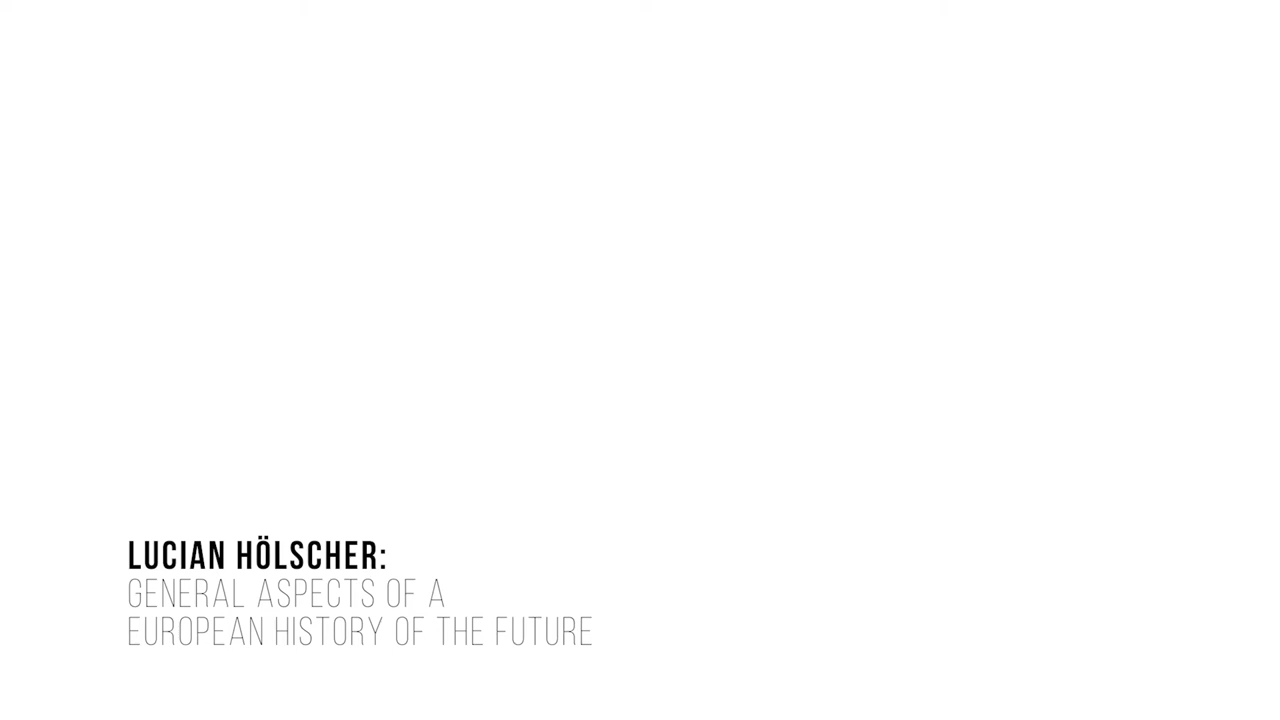 LUCIAN HÖLSCHER:
GENERAL ASPECTS OF A
EUROPEAN HISTORY OF THE FUTURE